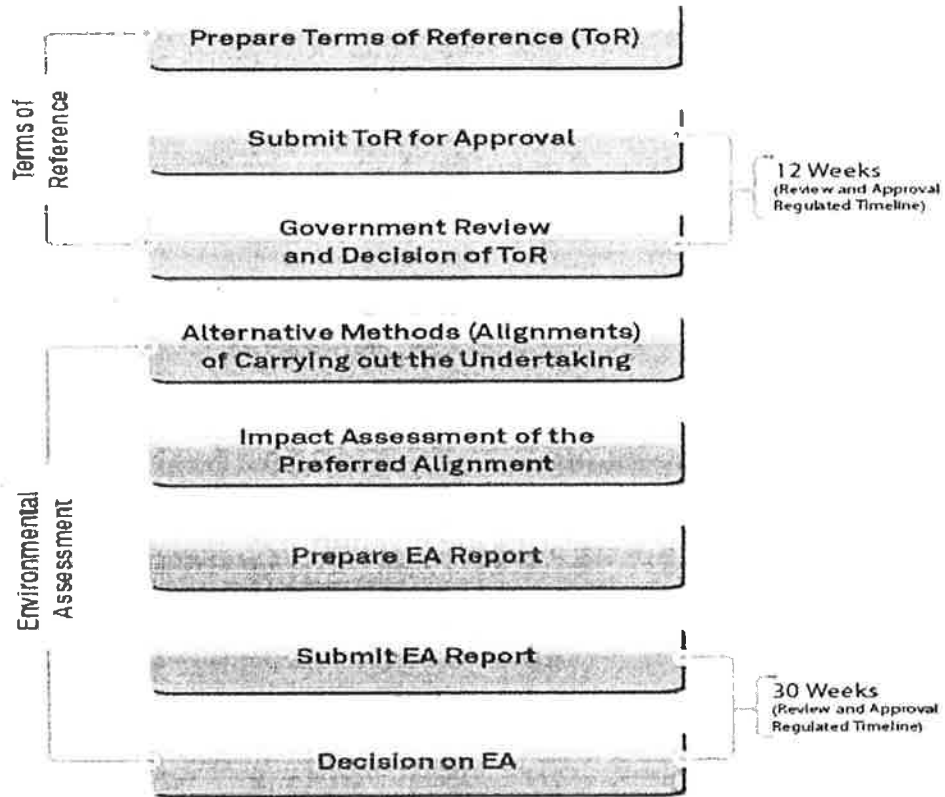 Prepare Terms of Reference (ToR)
Submit ToR for Approval
Government Review
and Decision of ToR
Terms of
Reference
12 Weeks
(Review and Approval
Regulated Timeline)
Alternative Methods (Alignments)
of Carrying out the Undertaking
Impact Assessment of the
Preferred Alignment
Prepare EA Report
Submit EA Report
Decision on EA
Environmental
Assessment
30 Weeks
(Review and Approval
Regulated Timeline)